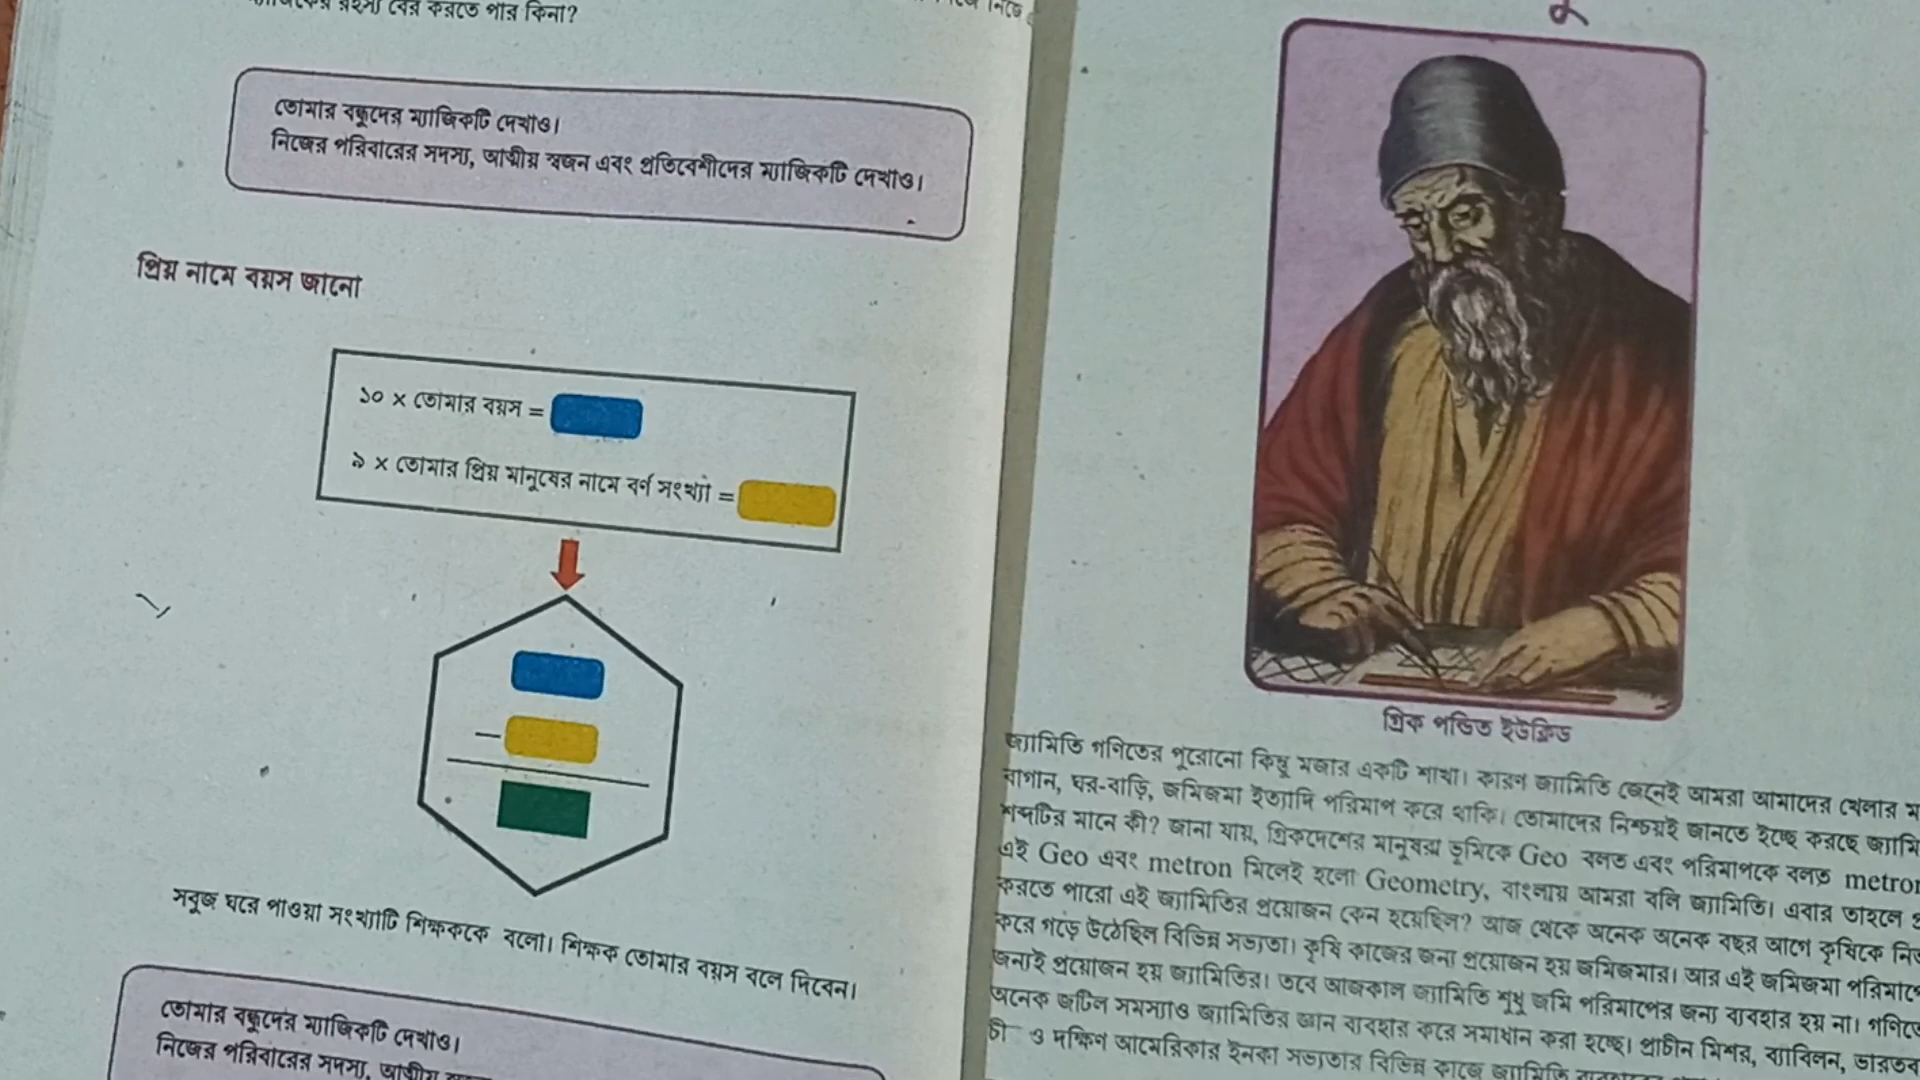 রহস্য বের করতে পার কিনা?
তোমার বন্ধুদের ম্যাজিকটি দেখাও।
নিজের পরিবারের সদস্য, আত্মীয় স্বজন এবং প্রতিবেশীদের ম্যাজিকটি দেখাও।
প্রিয় নামে বয়স জানো
১০ × তোমার বয়স =
৯ × তোমার প্রিয় মানুষের নামে বর্ণ সংখ্যা =
–
সবুজ ঘরে পাওয়া সংখ্যাটি শিক্ষককে বলো। শিক্ষক তোমার বয়স বলে দিবেন।
তোমার বন্ধুদের ম্যাজিকটি দেখাও।
নিজের পরিবারের সদস্য, আত্মীয়
গ্রিক পন্ডিত ইউক্লিড
জ্যামিতি গণিতের পুরোনো কিন্তু মজার একটি শাখা। কারণ জ্যামিতি জেনেই আমরা আমাদের খেলার
বাগান, ঘর-বাড়ি, জমিজমা ইত্যাদি পরিমাপ করে থাকি। তোমাদের নিশ্চয়ই জানতে ইচ্ছে করছে
শব্দটির মানে কী? জানা যায়, গ্রিকদেশের মানুষরা ভূমিকে Geo বলত এবং পরিমাপকে বলত metron
এই Geo এবং metron মিলেই হলো Geometry, বাংলায় আমরা বলি জ্যামিতি। এবার তাহলে
করতে পারো এই জ্যামিতির প্রয়োজন কেন হয়েছিল? আজ থেকে অনেক অনেক বছর আগে কৃষিকে
করে গড়ে উঠেছিল বিভিন্ন সভ্যতা। কৃষি কাজের জন্য প্রয়োজন হয় জমিজমার। আর এই জমিজমা
জন্যই প্রয়োজন হয় জ্যামিতির। তবে আজকাল জ্যামিতি শুধু জমি পরিমাপের জন্য ব্যবহার হয় না।
অনেক জটিল সমস্যাও জ্যামিতির জ্ঞান ব্যবহার করে সমাধান করা হচ্ছে। প্রাচীন মিশর, ব্যাবিলন,
ও দক্ষিণ আমেরিকার ইনকা সভ্যতার বিভিন্ন কাজে জ্যামিতি